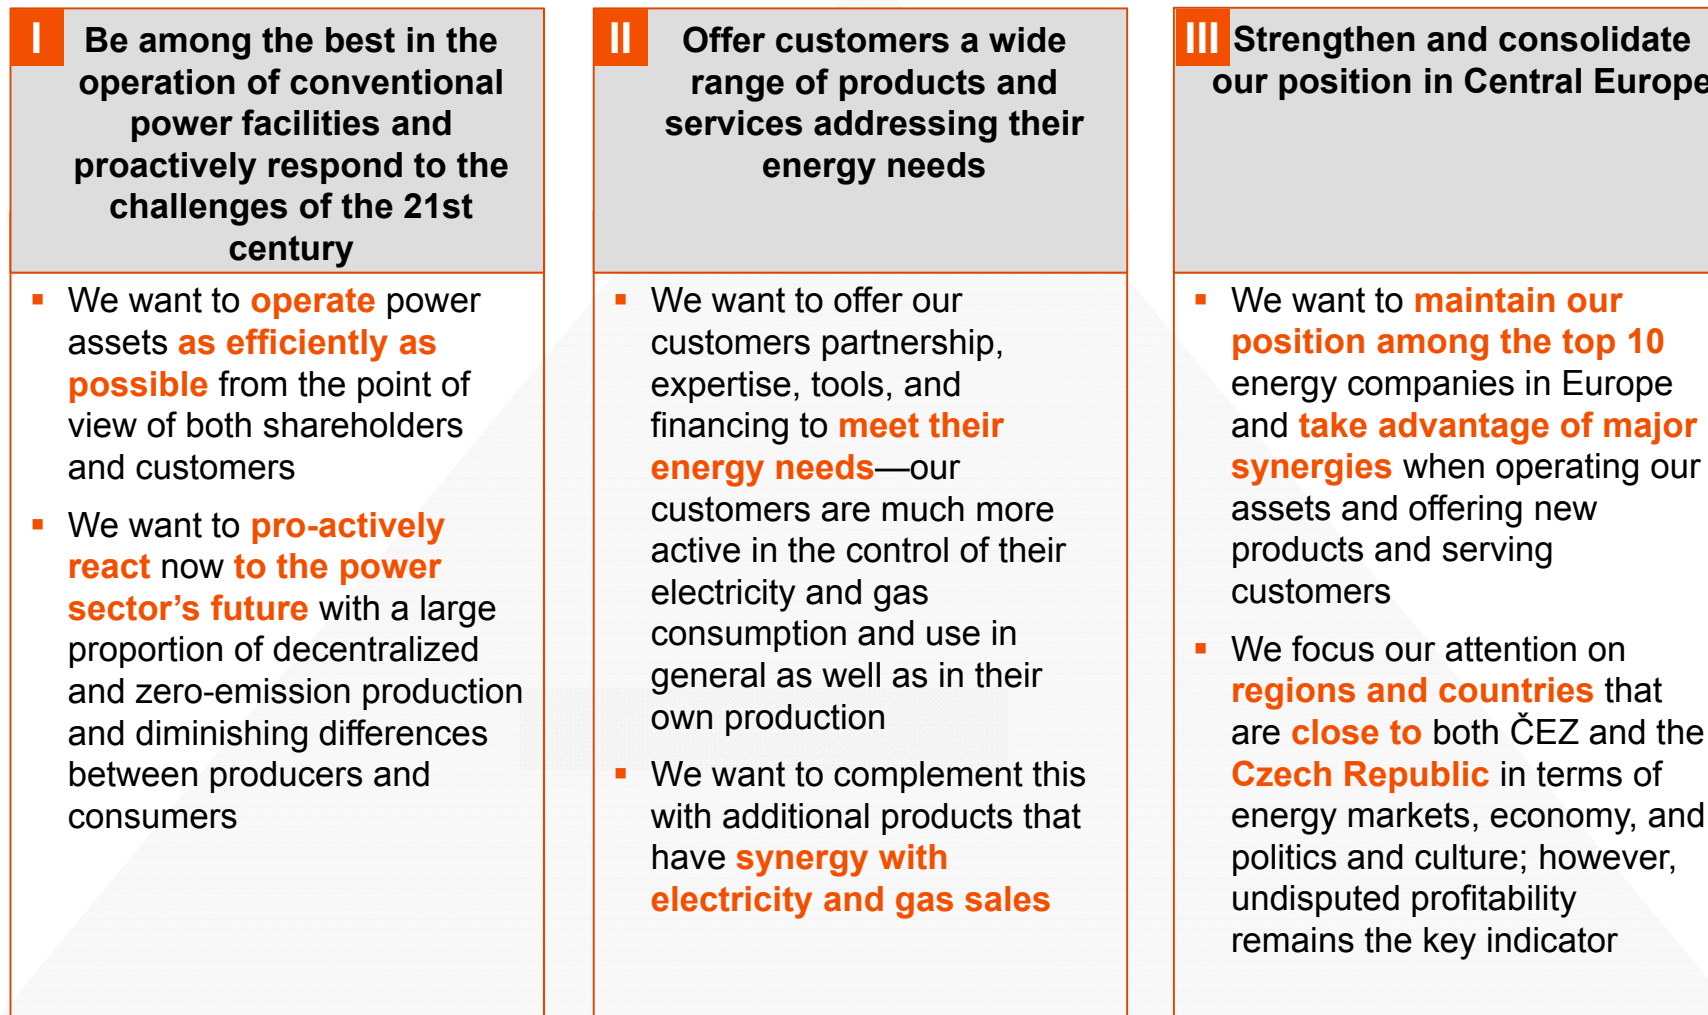 I
Be among the best in the
operation of conventional
power facilities and
proactively respond to the
challenges of the 21st
century
▪ We want to operate power
assets as efficiently as
possible from the point of
view of both shareholders
and customers
▪ We want to pro-actively
react now to the power
sector’s future with a large
proportion of decentralized
and zero-emission production
and diminishing differences
between producers and
consumers
II
Offer customers a wide
range of products and
services addressing their
energy needs
▪ We want to offer our
customers partnership,
expertise, tools, and
financing to meet their
energy needs—our
customers are much more
active in the control of their
electricity and gas
consumption and use in
general as well as in their
own production
▪ We want to complement this
with additional products that
have synergy with
electricity and gas sales
III
Strengthen and consolidate
our position in Central Europe
▪ We want to maintain our
position among the top 10
energy companies in Europe
and take advantage of major
synergies when operating our
assets and offering new
products and serving
customers
▪ We focus our attention on
regions and countries that
are close to both ČEZ and the
Czech Republic in terms of
energy markets, economy, and
politics and culture; however,
undisputed profitability
remains the key indicator